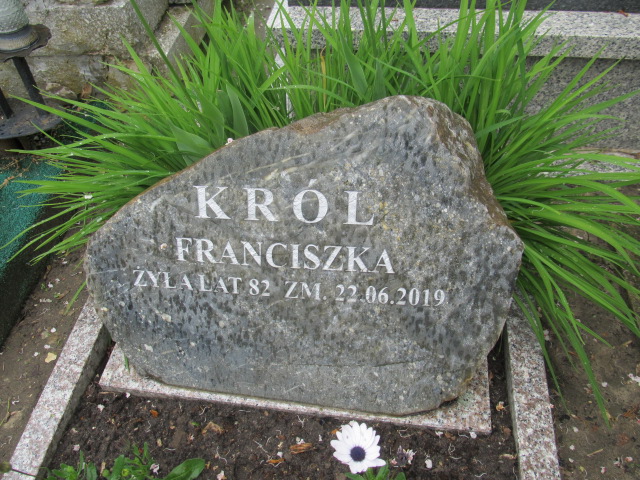 KRÓL
FRANCISZKA
ŻYŁA LAT 82 ZM. 22.06.2019